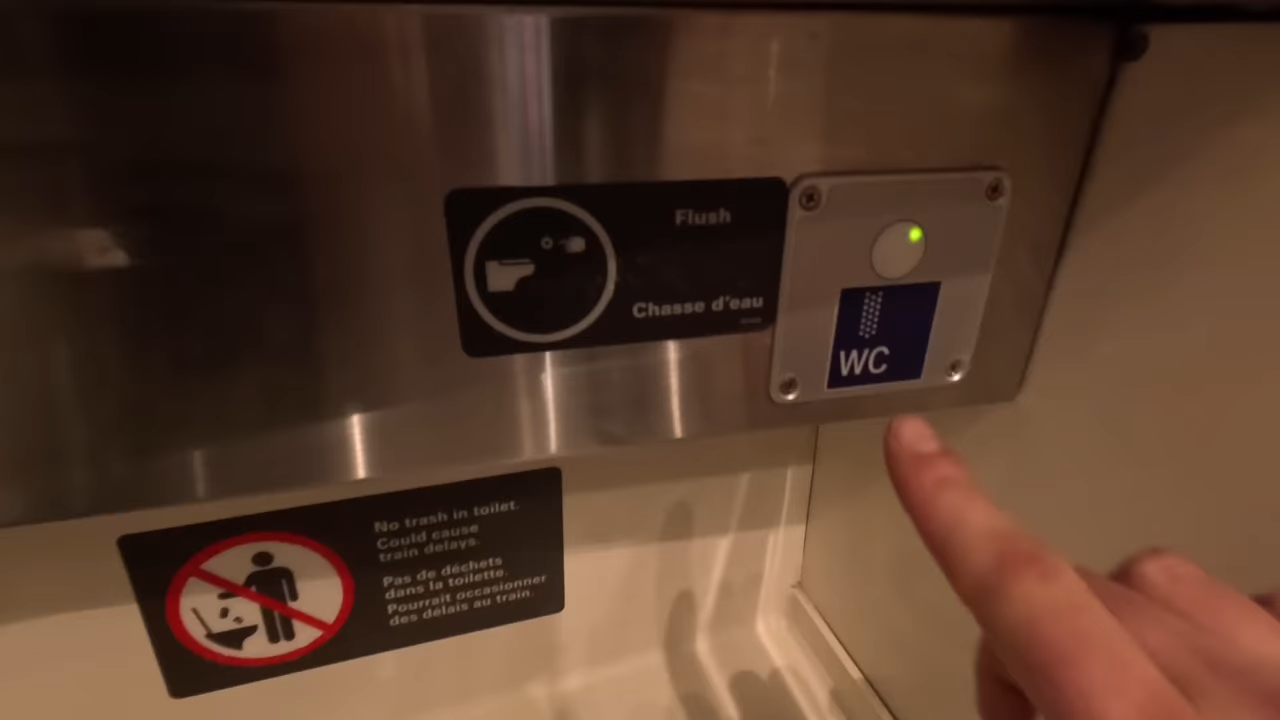 Flush
Chasse d'eau
WC
No trash in toilet.
Could cause
train delays.
Pas de déchets
dans la toilette.
Pourrait occasionner
des délais au train.